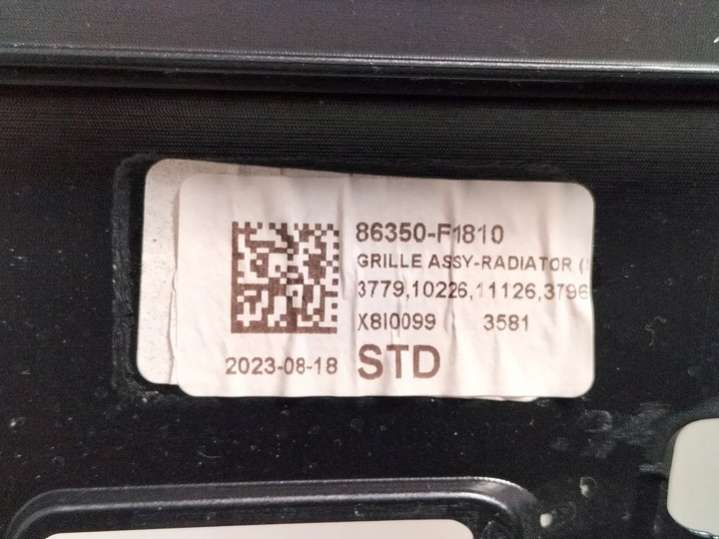 86350-F1810
GRILLE ASSY-RADIATOR (
3779,10226,11126,3796
X8I0099 ( 3581
2023-08-18 STD